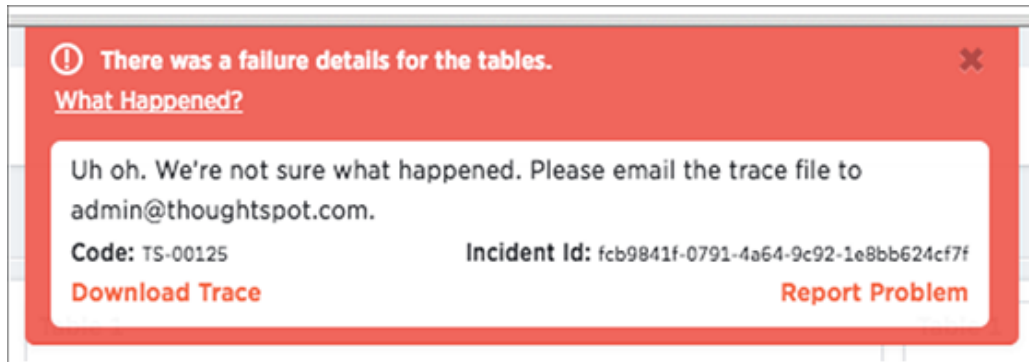 There was a failure details for the tables.
What Happened?
Uh oh. We're not sure what happened. Please email the trace file to
admin@thoughtspot.com.
Code: TS-00125 Incident Id: fcb9841f-0791-4a64-9c92-1e8bb624cf7f
Download Trace Report Problem